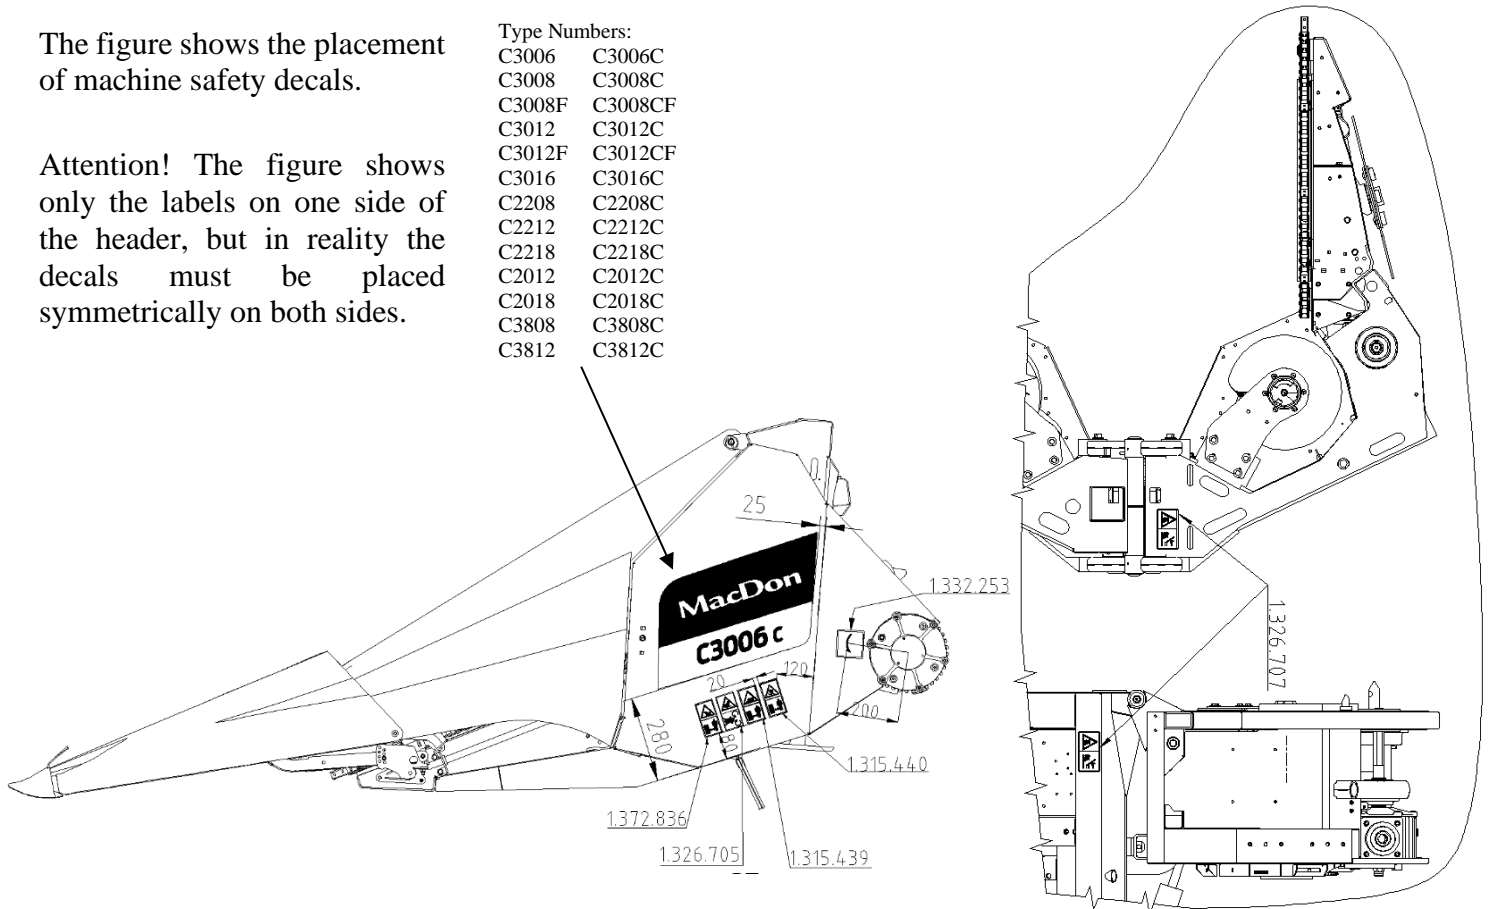 The figure shows the placement
of machine safety decals.
Attention! The figure shows
only the labels on one side of
the header, but in reality the
decals must be placed
symmetrically on both sides.
Type Numbers:
C3006 C3006C
C3008 C3008C
C3008F C3008CF
C3012 C3012C
C3012F C3012CF
C3016 C3016C
C2208 C2208C
C2212 C2212C
C2218 C2218C
C2012 C2012C
C2018 C2018C
C3808 C3808C
C3812 C3812C
25
MacDon
C3006 C
1.332.253
20
120
280
80
200
1.315.440
1.372.836
1.326.705
1.315.439
1.326.707